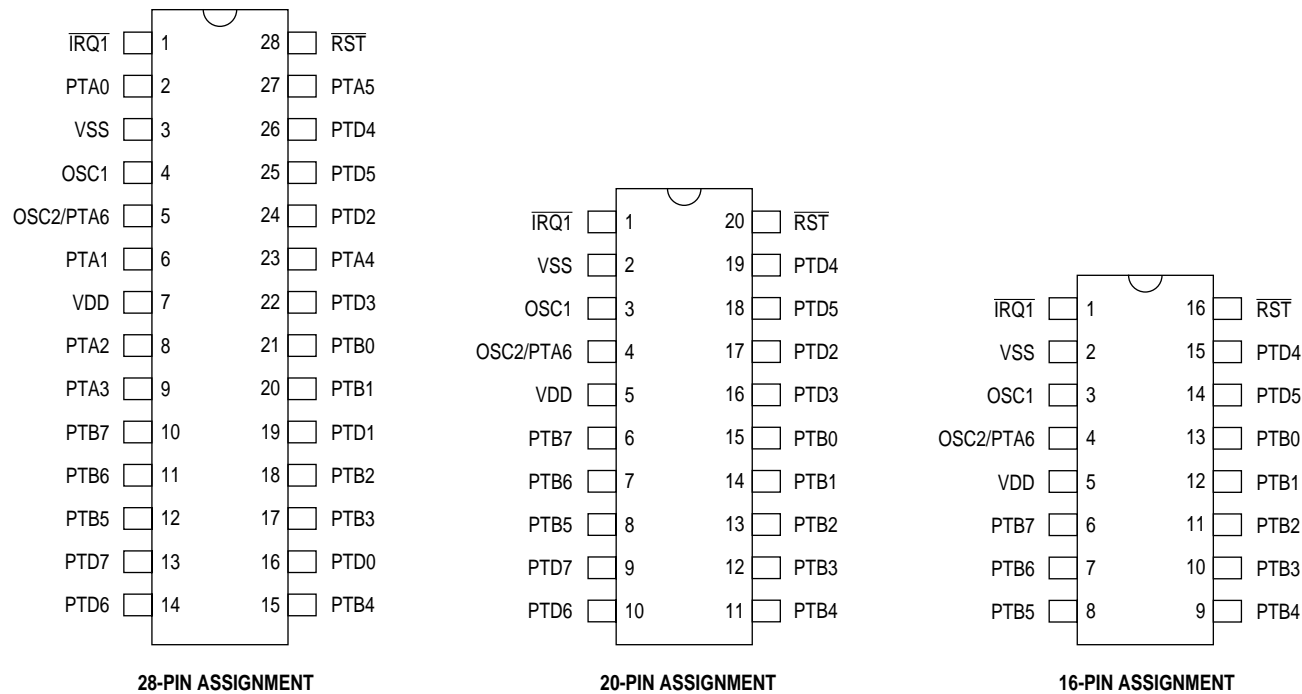 I̅R̅Q̅1̅ 1 28 R̅S̅T̅
PTA0 2 27 PTA5
VSS 3 26 PTD4
OSC1 4 25 PTD5
OSC2/PTA6 5 24 PTD2
PTA1 6 23 PTA4
VDD 7 22 PTD3
PTA2 8 21 PTB0
PTA3 9 20 PTB1
PTB7 10 19 PTD1
PTB6 11 18 PTB2
PTB5 12 17 PTB3
PTD7 13 16 PTD0
PTD6 14 15 PTB4
28-PIN ASSIGNMENT
I̅R̅Q̅1̅ 1 20 R̅S̅T̅
VSS 2 19 PTD4
OSC1 3 18 PTD5
OSC2/PTA6 4 17 PTD2
VDD 5 16 PTD3
PTB7 6 15 PTB0
PTB6 7 14 PTB1
PTB5 8 13 PTB2
PTD7 9 12 PTB3
PTD6 10 11 PTB4
20-PIN ASSIGNMENT
I̅R̅Q̅1̅ 1 16 R̅S̅T̅
VSS 2 15 PTD4
OSC1 3 14 PTD5
OSC2/PTA6 4 13 PTB0
VDD 5 12 PTB1
PTB7 6 11 PTB2
PTB6 7 10 PTB3
PTB5 8 9 PTB4
16-PIN ASSIGNMENT